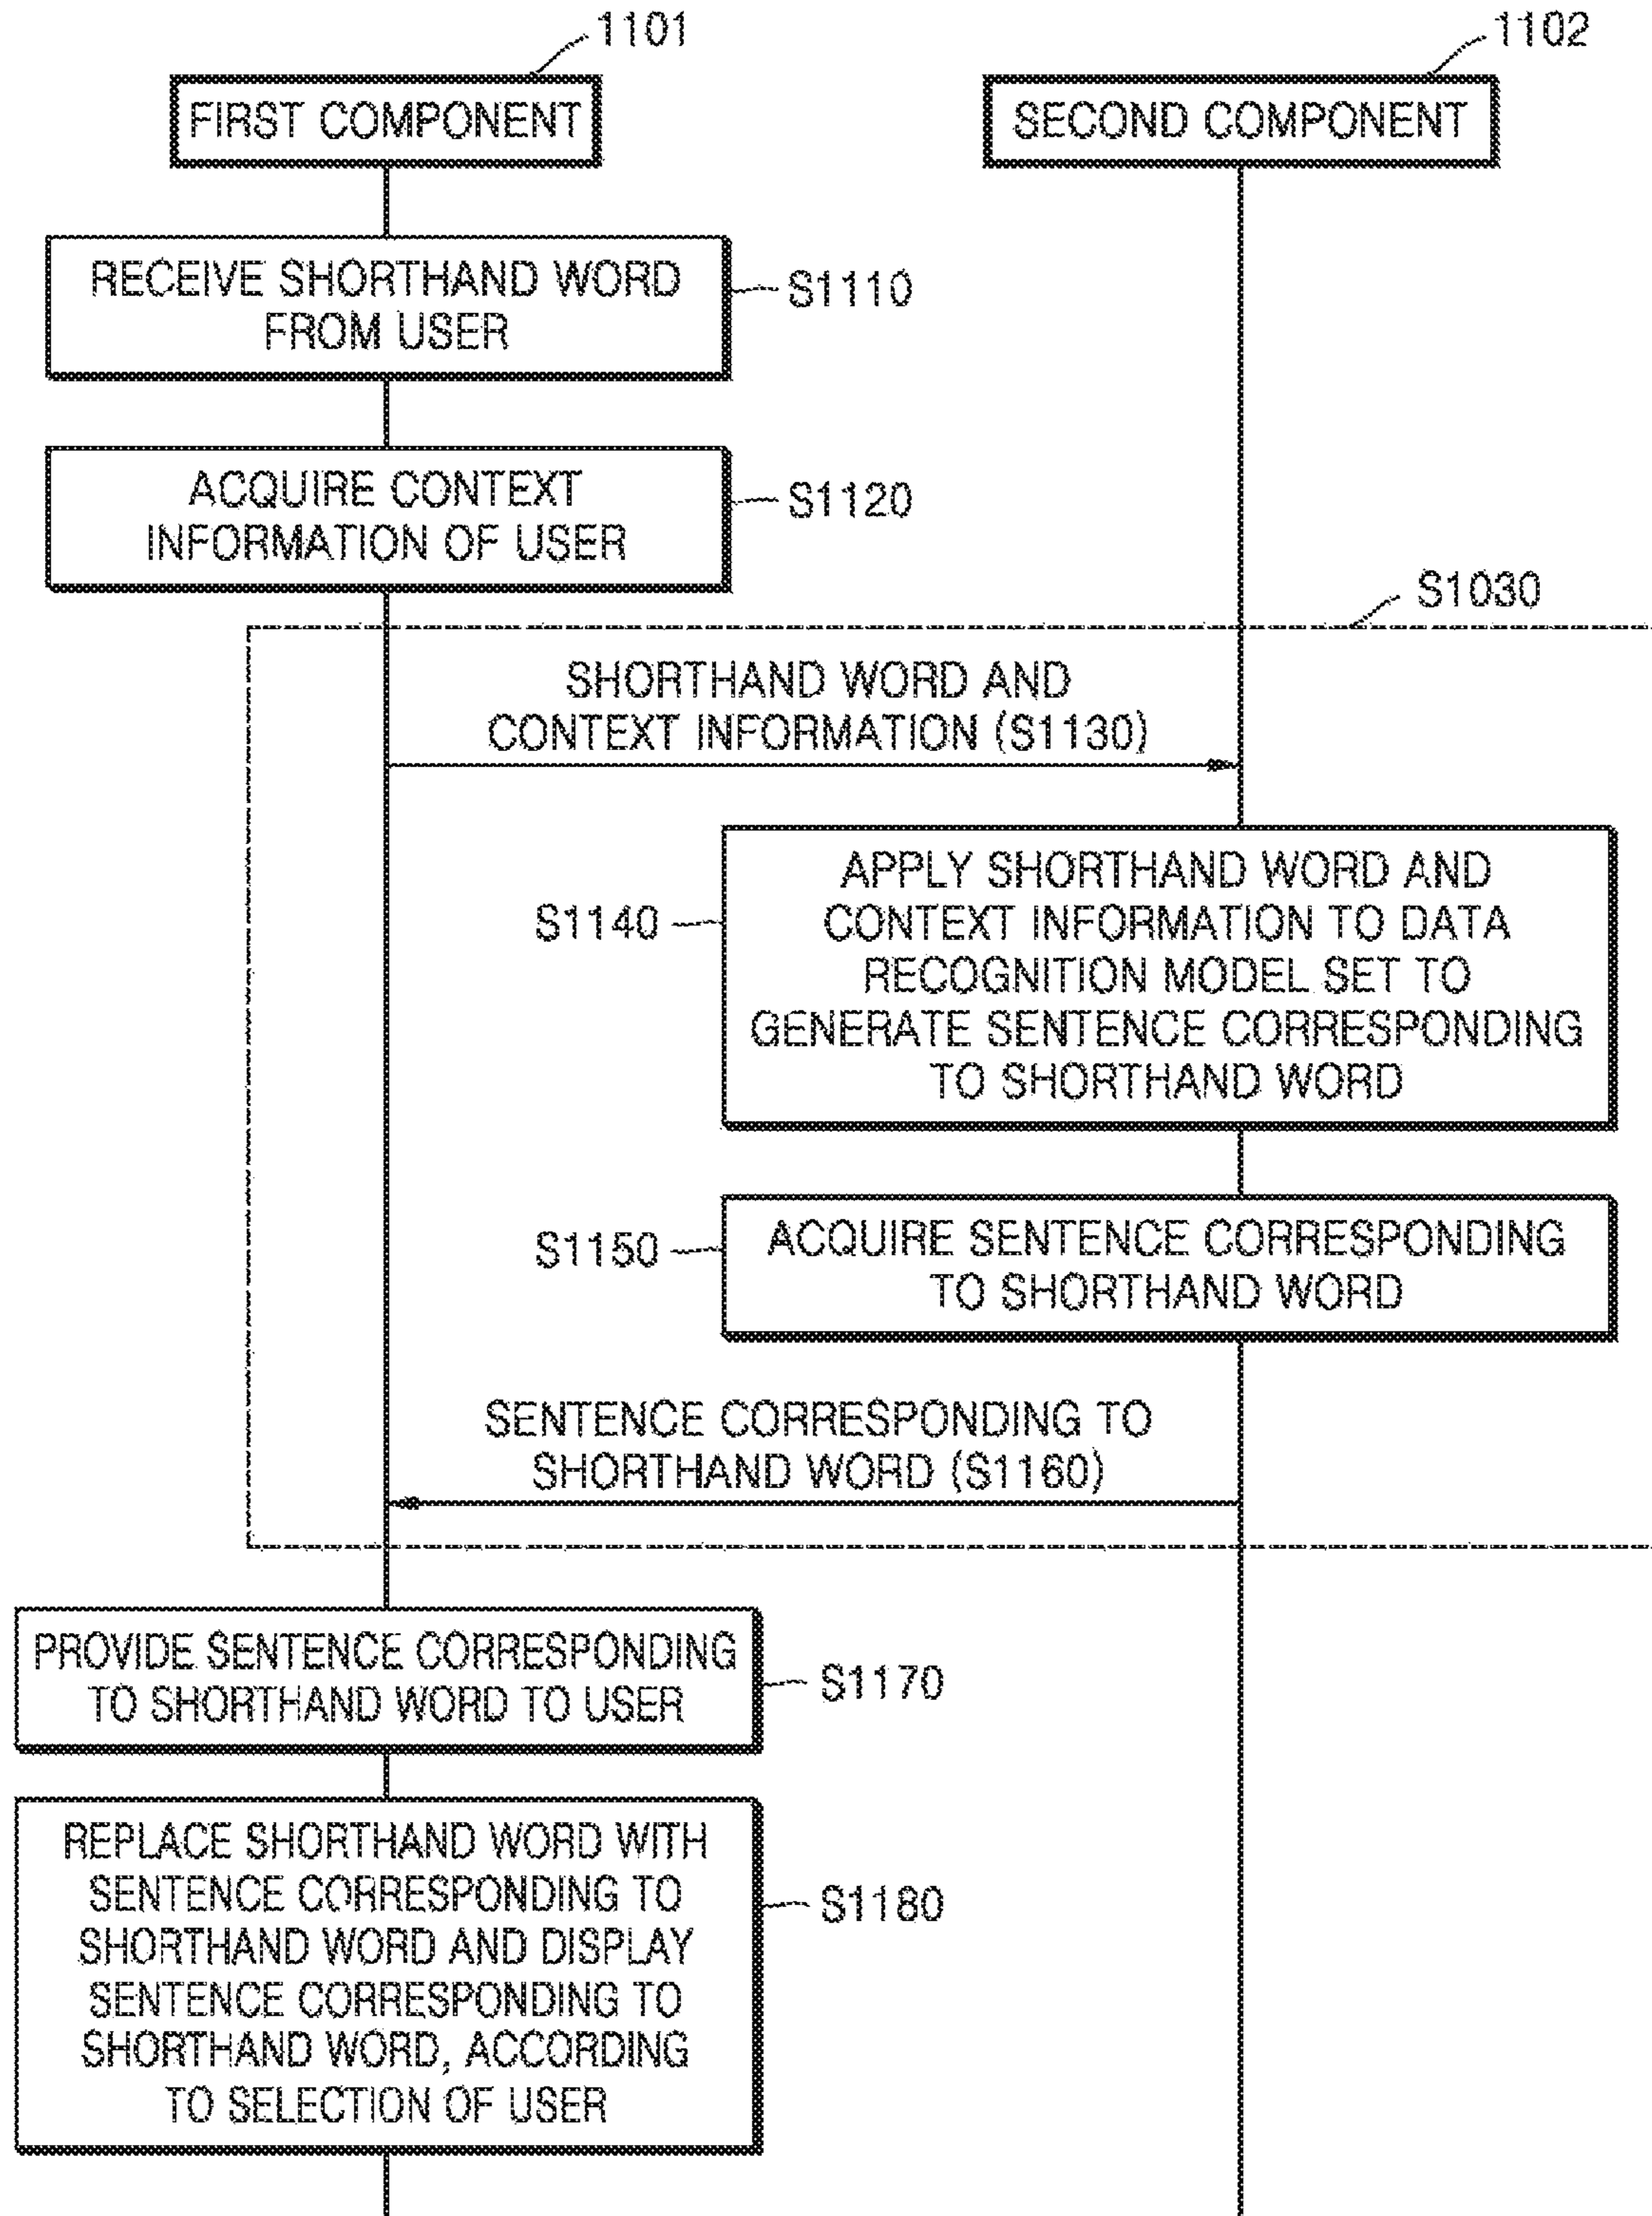 1101
1102
FIRST COMPONENT
SECOND COMPONENT
RECEIVE SHORTHAND WORD
FROM USER
S1110
ACQUIRE CONTEXT
INFORMATION OF USER
S1120
S1030
SHORTHAND WORD AND
CONTEXT INFORMATION (S1130)
S1140
APPLY SHORTHAND WORD AND
CONTEXT INFORMATION TO DATA
RECOGNITION MODEL SET TO
GENERATE SENTENCE CORRESPONDING
TO SHORTHAND WORD
S1150
ACQUIRE SENTENCE CORRESPONDING
TO SHORTHAND WORD
SENTENCE CORRESPONDING TO
SHORTHAND WORD (S1160)
PROVIDE SENTENCE CORRESPONDING
TO SHORTHAND WORD TO USER
S1170
REPLACE SHORTHAND WORD WITH
SENTENCE CORRESPONDING TO
SHORTHAND WORD AND DISPLAY
SENTENCE CORRESPONDING TO
SHORTHAND WORD, ACCORDING
TO SELECTION OF USER
S1180